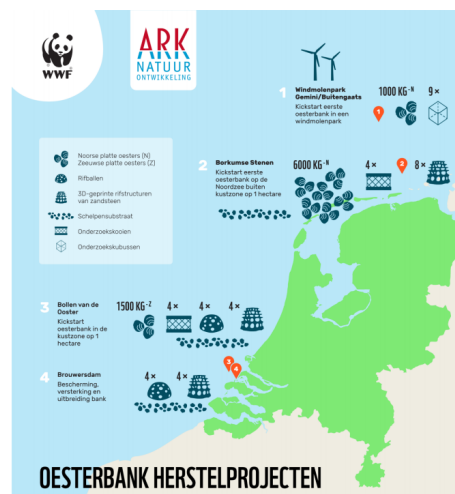 WWF
ARK
NATUUR
ONTWIKKELING
1
Windmolenpark
Gemini/Buitengaats
Kickstart eerste
oesterbank in een
windmolenpark
1000 KG-N
9×
1
Noorse platte oesters (N)
Zeeuwse platte oesters (Z)
Rifballen
3D-geprinte rifstructuren
van zandsteen
Schelpensubstraat
Onderzoekskooien
Onderzoekskubussen
2
Borkumse Stenen
Kickstart eerste
oesterbank op de
Noordzee buiten
kustzone op 1 hectare
6000 KG-N
4×
2
8×
3
Bollen van de
Ooster
Kickstart
oesterbank in de
kustzone op 1
hectare
1500 KG-Z
4×
4×
4×
4
Brouwersdam
Bescherming,
versterking en
uitbreiding bank
4×
4×
3
4
OESTERBANK HERSTELPROJECTEN